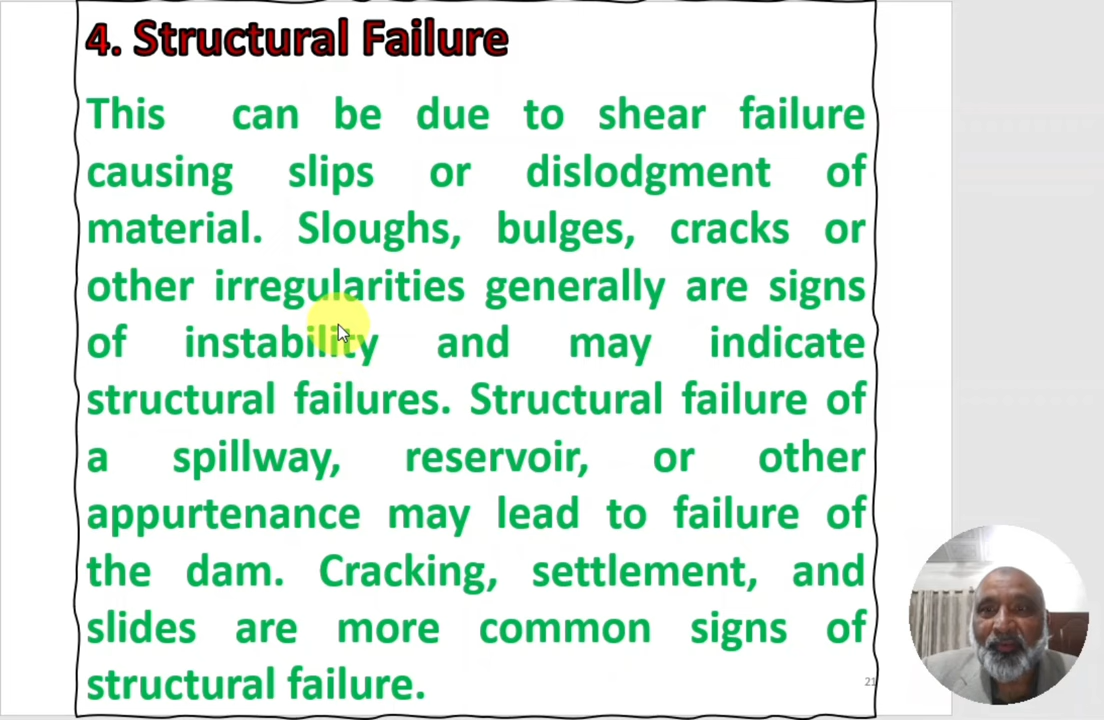 4. Structural Failure
This can be due to shear failure
causing slips or dislodgment of
material. Sloughs, bulges, cracks or
other irregularities generally are signs
of instability and may indicate
structural failures. Structural failure of
a spillway, reservoir, or other
appurtenance may lead to failure of
the dam. Cracking, settlement, and
slides are more common signs of
structural failure.
21